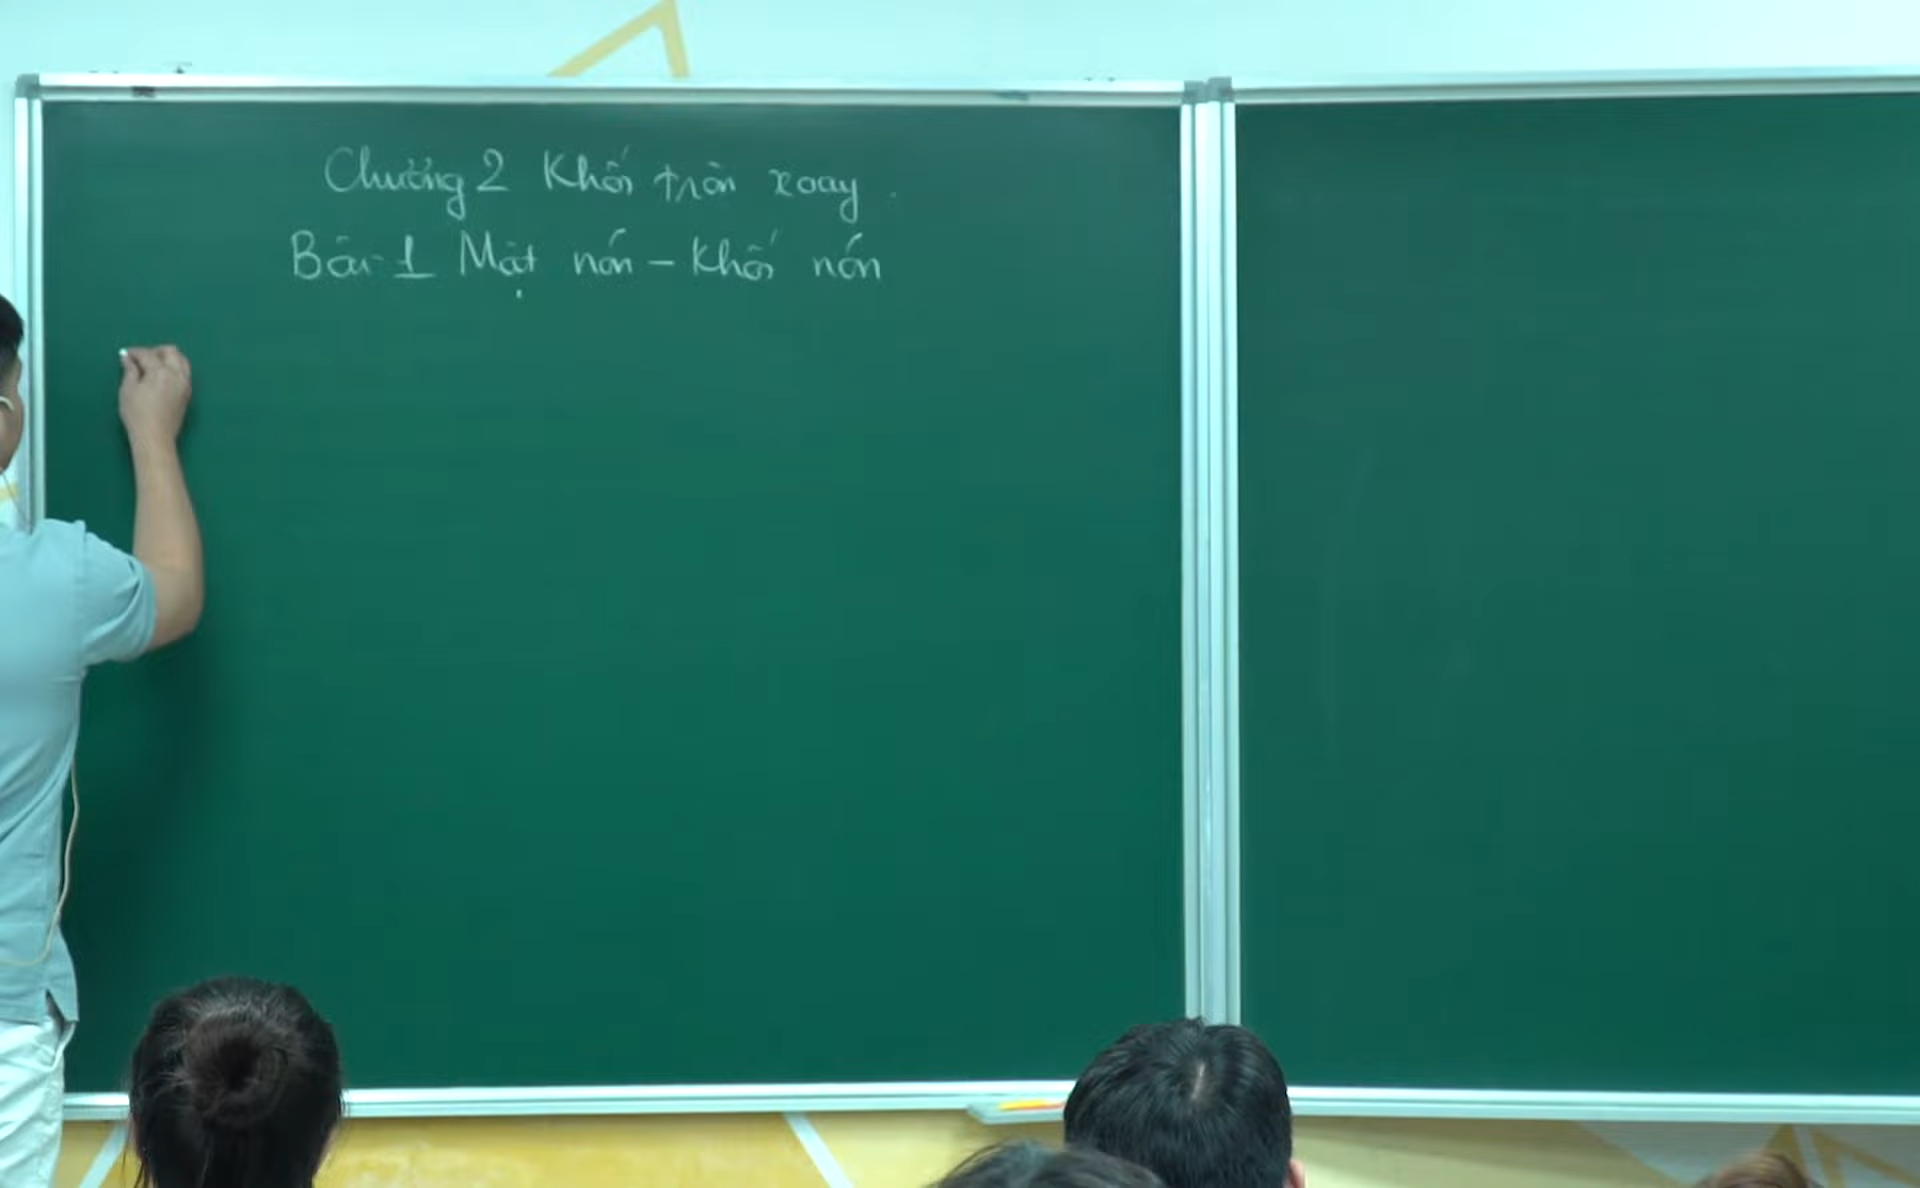 Chương 2 Khối tròn xoay.
Bài 1 Mặt nón - Khối nón